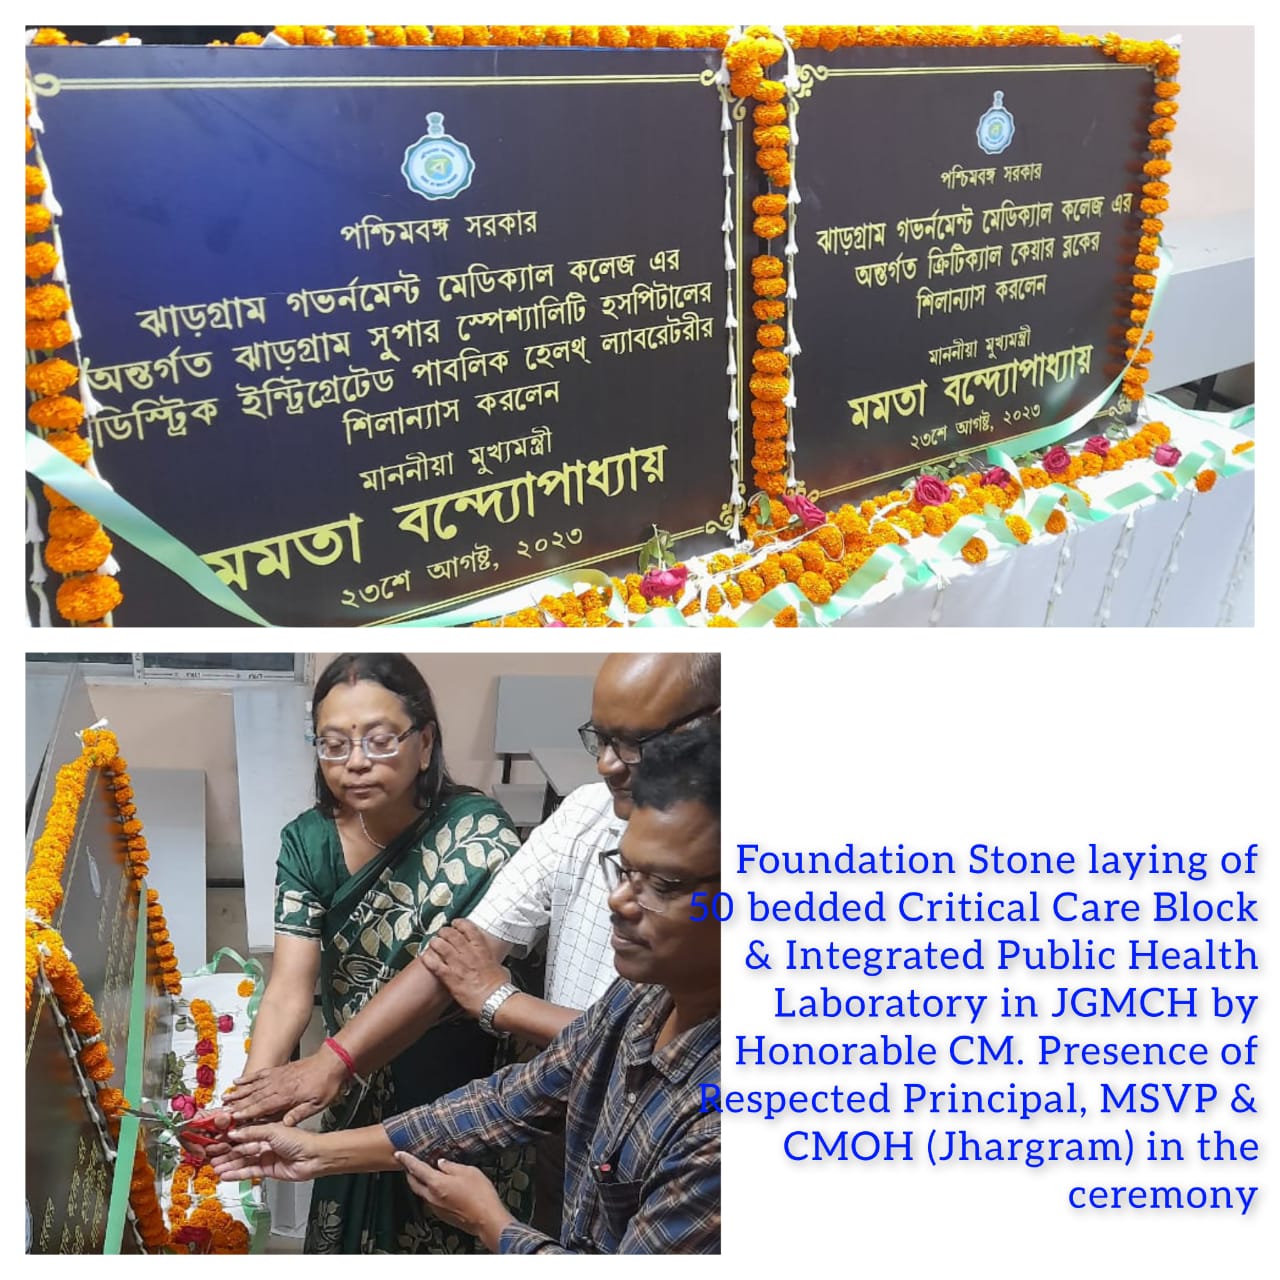 পশ্চিমবঙ্গ সরকার
ঝাড়গ্রাম গভর্নমেন্ট মেডিক্যাল কলেজ এর
অন্তর্গত ঝাড়গ্রাম সুপার স্পেশ্যালিটি হসপিটালের
ডিস্ট্রিক ইন্ট্রিগ্রেটেড পাবলিক হেলথ্ ল্যাবরেটরীর
শিলান্যাস করলেন
মাননীয়া মুখ্যমন্ত্রী
মমতা বন্দ্যোপাধ্যায়
২৩শে আগষ্ট, ২০২৩
পশ্চিমবঙ্গ সরকার
ঝাড়গ্রাম গভর্নমেন্ট মেডিক্যাল কলেজ এর
অন্তর্গত ক্রিটিক্যাল কেয়ার ব্লকের
শিলান্যাস করলেন
মাননীয়া মুখ্যমন্ত্রী
মমতা বন্দ্যোপাধ্যায়
২৩শে আগষ্ট, ২০২৩
Foundation Stone laying of
50 bedded Critical Care Block
& Integrated Public Health
Laboratory in JGMCH by
Honorable CM. Presence of
Respected Principal, MSVP &
CMOH (Jhargram) in the
ceremony